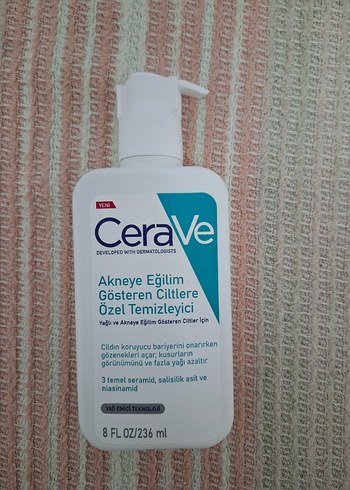 YENİ
CeraVe
DEVELOPED WITH DERMATOLOGISTS
Akneye Eğilim
Gösteren Ciltlere
Özel Temizleyici
Yağlı ve Akneye Eğilim Gösteren Ciltler İçin
Cildin koruyucu bariyerini onarırken
gözenekleri açar, kusurların
görünümünü ve fazla yağı azaltır
3 temel seramid, salisilik asit ve
niasinamid
YAĞ EMİCİ TEKNOLOJİ
8 FL OZ/236 ml